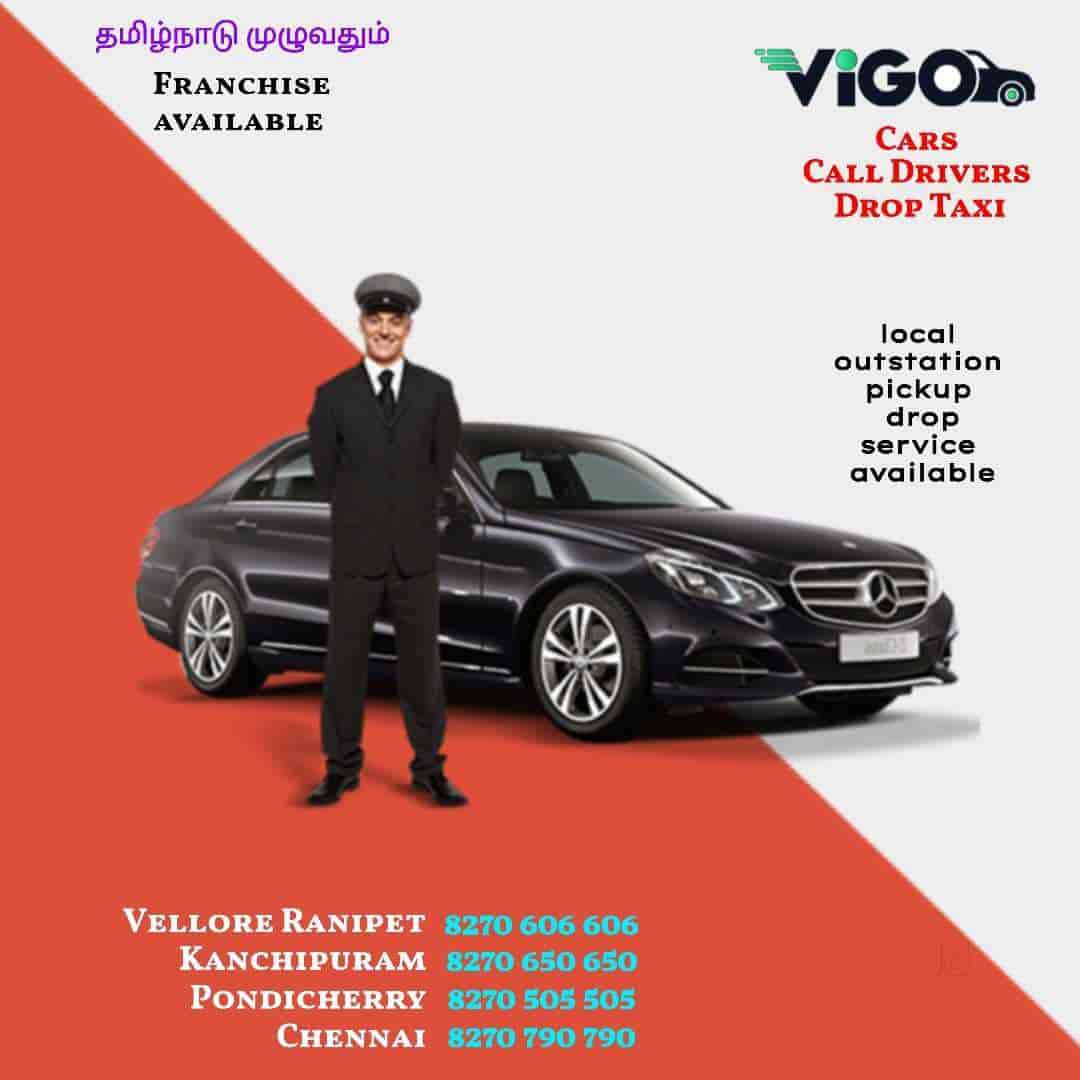 தமிழ்நாடு முழுவதும்
Franchise
available
ViGO
Cars
Call Drivers
Drop Taxi
local
outstation
pickup
drop
service
available
Vellore Ranipet 8270 606 606
Kanchipuram 8270 650 650
Pondicherry 8270 505 505
Chennai 8270 790 790